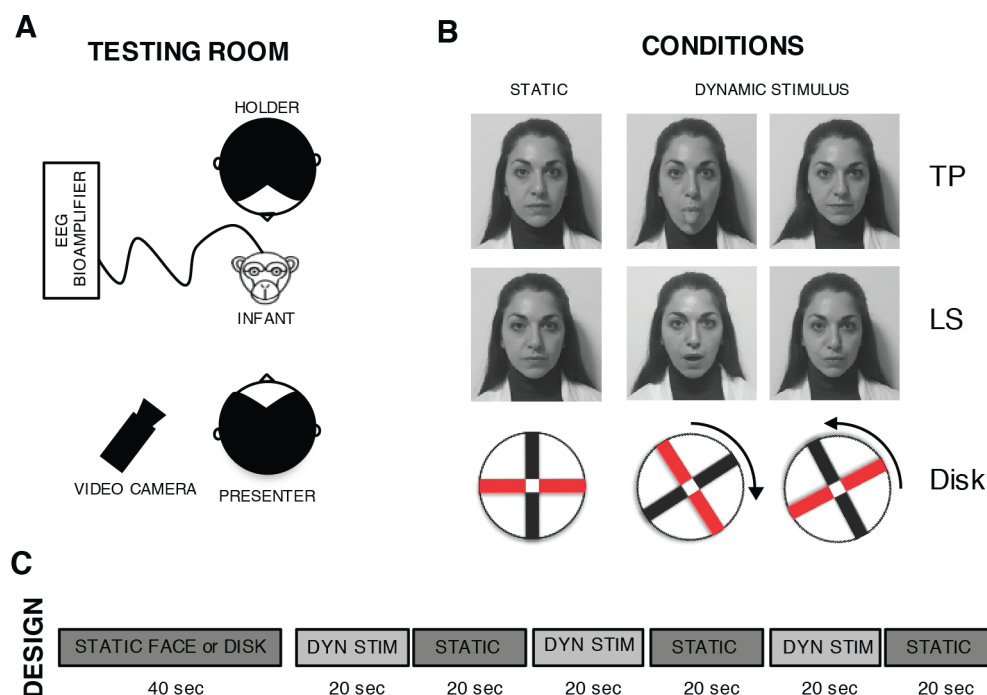 A
TESTING ROOM
HOLDER
EEG
BIOAMPLIFIER
INFANT
VIDEO CAMERA
PRESENTER
B
CONDITIONS
STATIC
DYNAMIC STIMULUS
TP
LS
Disk
C
DESIGN
STATIC FACE or DISK
DYN STIM
STATIC
DYN STIM
STATIC
DYN STIM
STATIC
40 sec
20 sec
20 sec
20 sec
20 sec
20 sec
20 sec